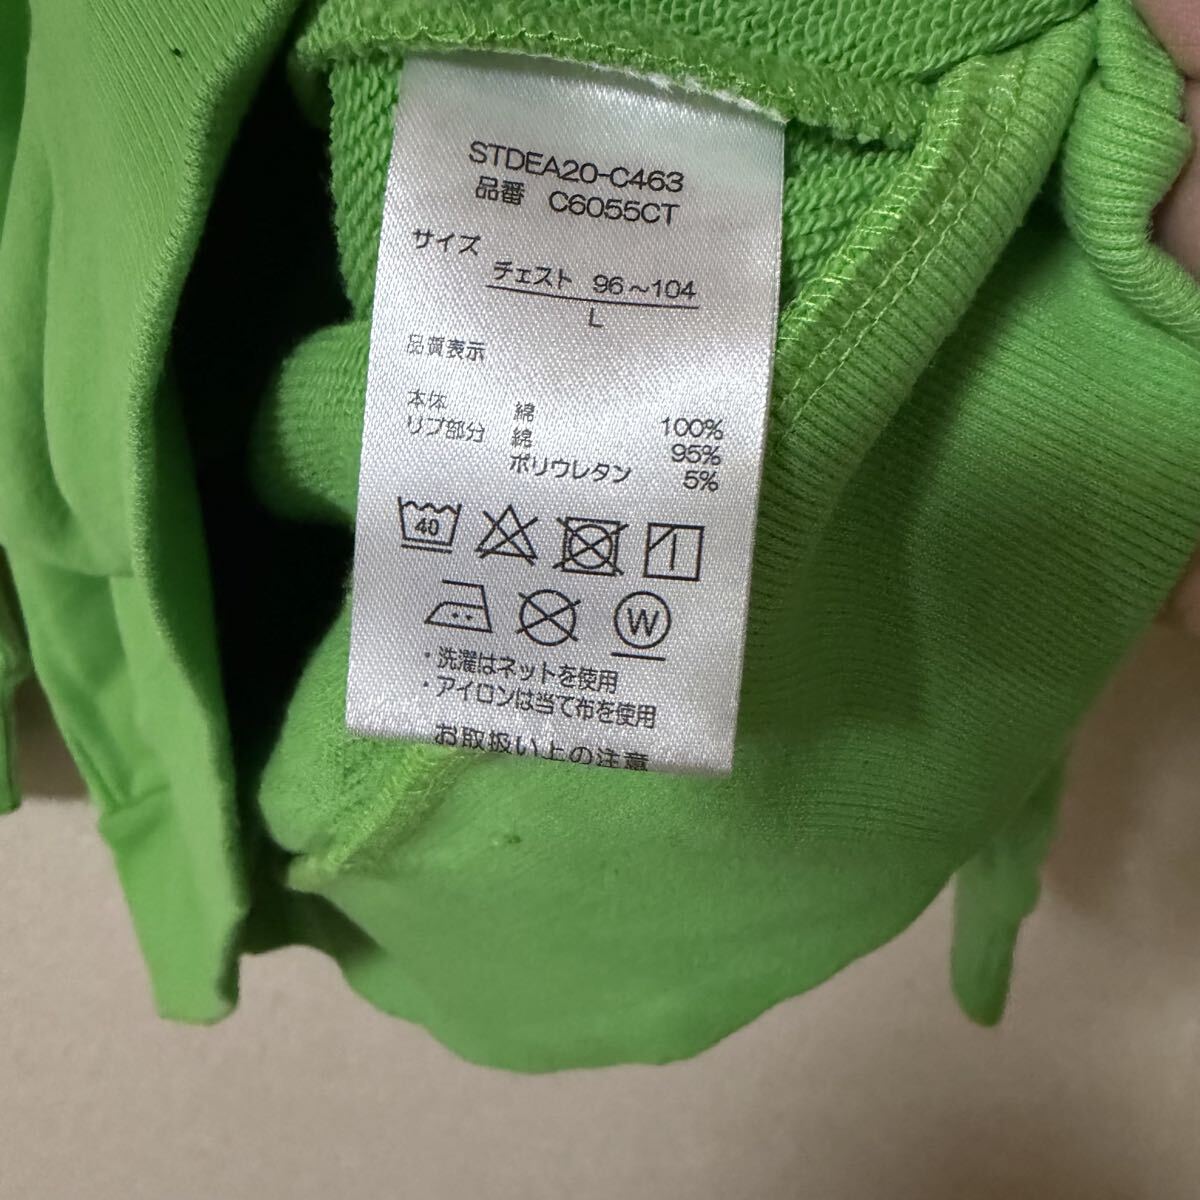 STDEA20-C463
品番 C6055CT
サイズ
チェスト 96~104
L
品質表示
本体 綿 100%
リブ部分 綿 95%
ポリウレタン 5%
40
W
・洗濯はネットを使用
・アイロンは当て布を使用
お取扱い上の注意